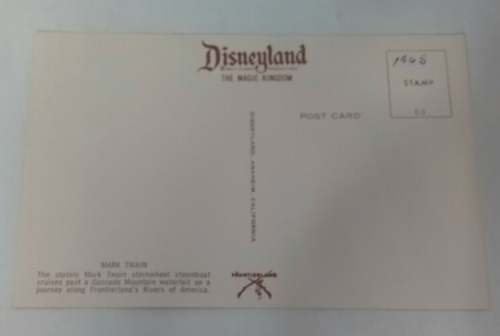 Disneyland
THE MAGIC KINGDOM
1965
STAMP
POST CARD
DISNEYLAND, ANAHEIM, CALIFORNIA
MARK TWAIN
The stately Mark Twain sternwheel steamboat
cruises past a Cascade Mountain waterfall on a
journey along Frontierland's Rivers of America.
FRONTIERLAND